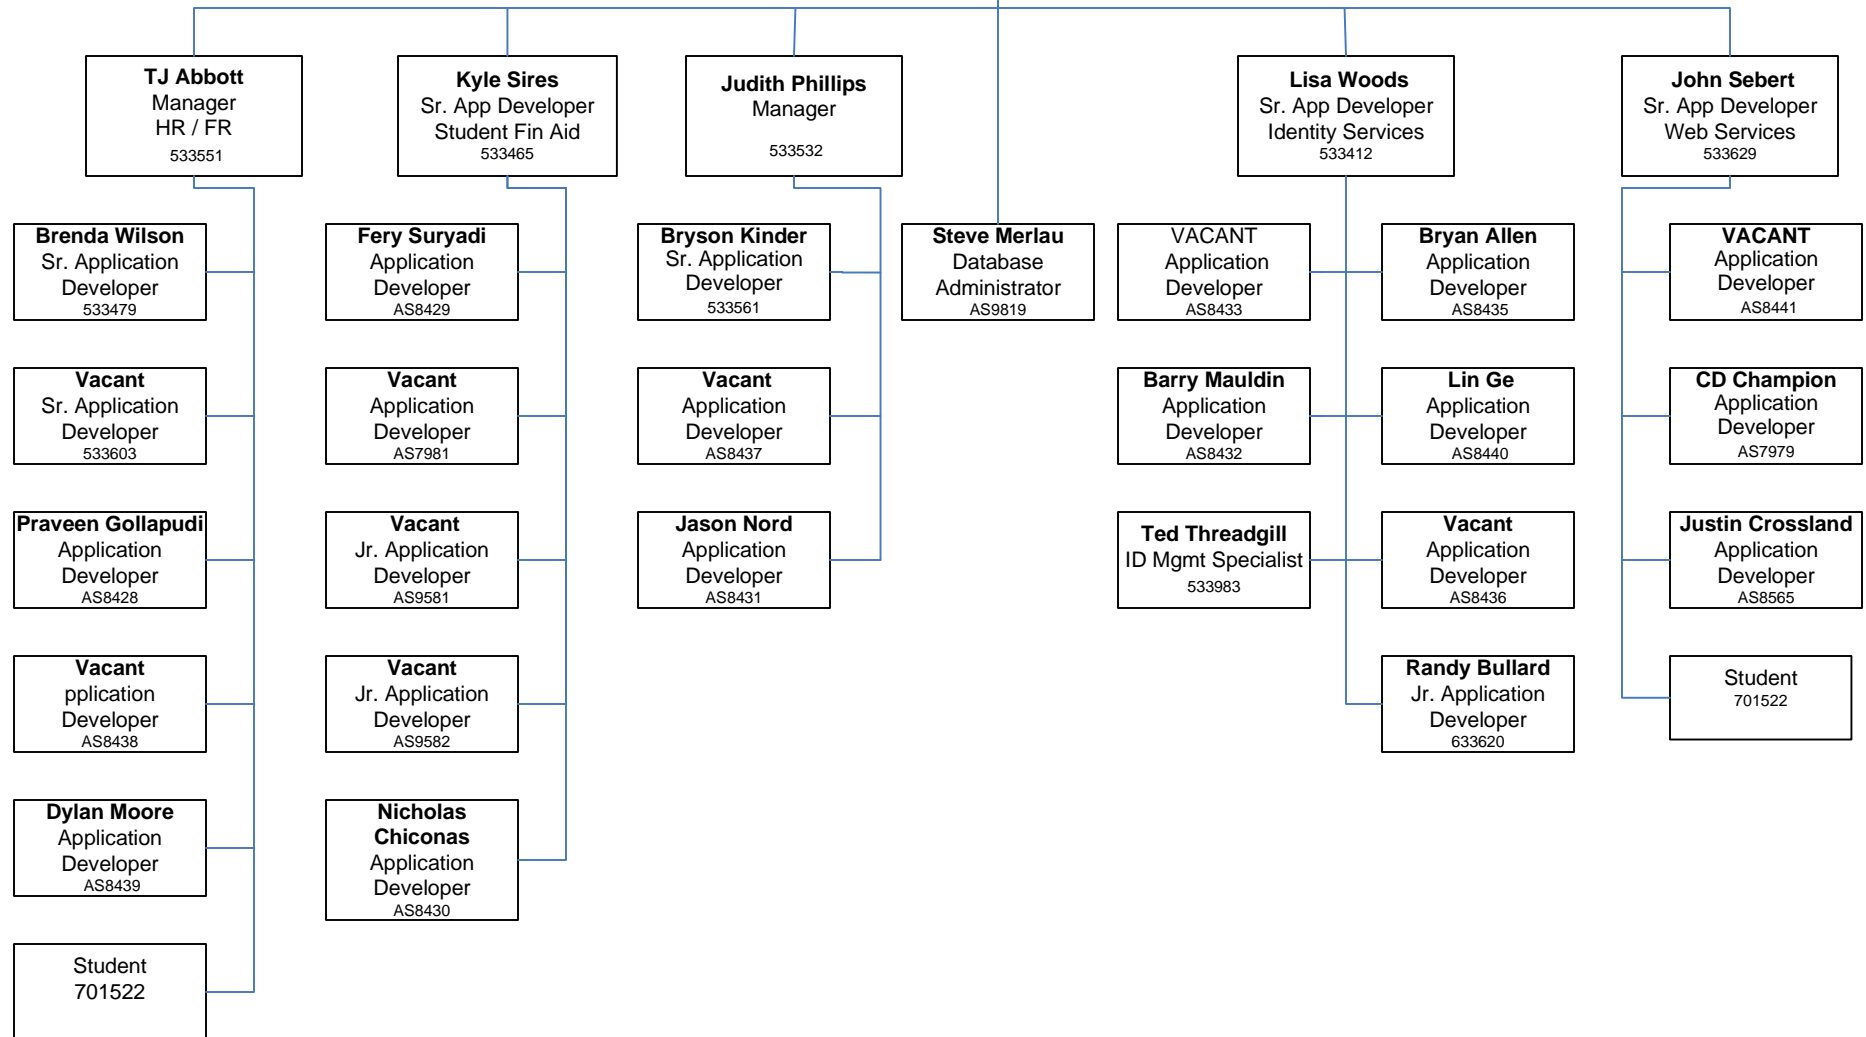 TJ Abbott
Manager
HR / FR
533551
Kyle Sires
Sr. App Developer
Student Fin Aid
533465
Judith Phillips
Manager
533532
Lisa Woods
Sr. App Developer
Identity Services
533412
John Sebert
Sr. App Developer
Web Services
533629
Brenda Wilson
Sr. Application
Developer
533479
Fery Suryadi
Application
Developer
AS8429
Bryson Kinder
Sr. Application
Developer
533561
Steve Merlau
Database
Administrator
AS9819
VACANT
Application
Developer
AS8433
Bryan Allen
Application
Developer
AS8435
VACANT
Application
Developer
AS8441
Vacant
Sr. Application
Developer
533603
Vacant
Application
Developer
AS7981
Vacant
Application
Developer
AS8437
Barry Mauldin
Application
Developer
AS8432
Lin Ge
Application
Developer
AS8440
CD Champion
Application
Developer
AS7979
Praveen Gollapudi
Application
Developer
AS8428
Vacant
Jr. Application
Developer
AS9581
Jason Nord
Application
Developer
AS8431
Ted Threadgill
ID Mgmt Specialist
533983
Vacant
Application
Developer
AS8436
Justin Crossland
Application
Developer
AS8565
Vacant
pplication
Developer
AS8438
Vacant
Jr. Application
Developer
AS9582
Randy Bullard
Jr. Application
Developer
633620
Student
701522
Dylan Moore
Application
Developer
AS8439
Nicholas
Chiconas
Application
Developer
AS8430
Student
701522